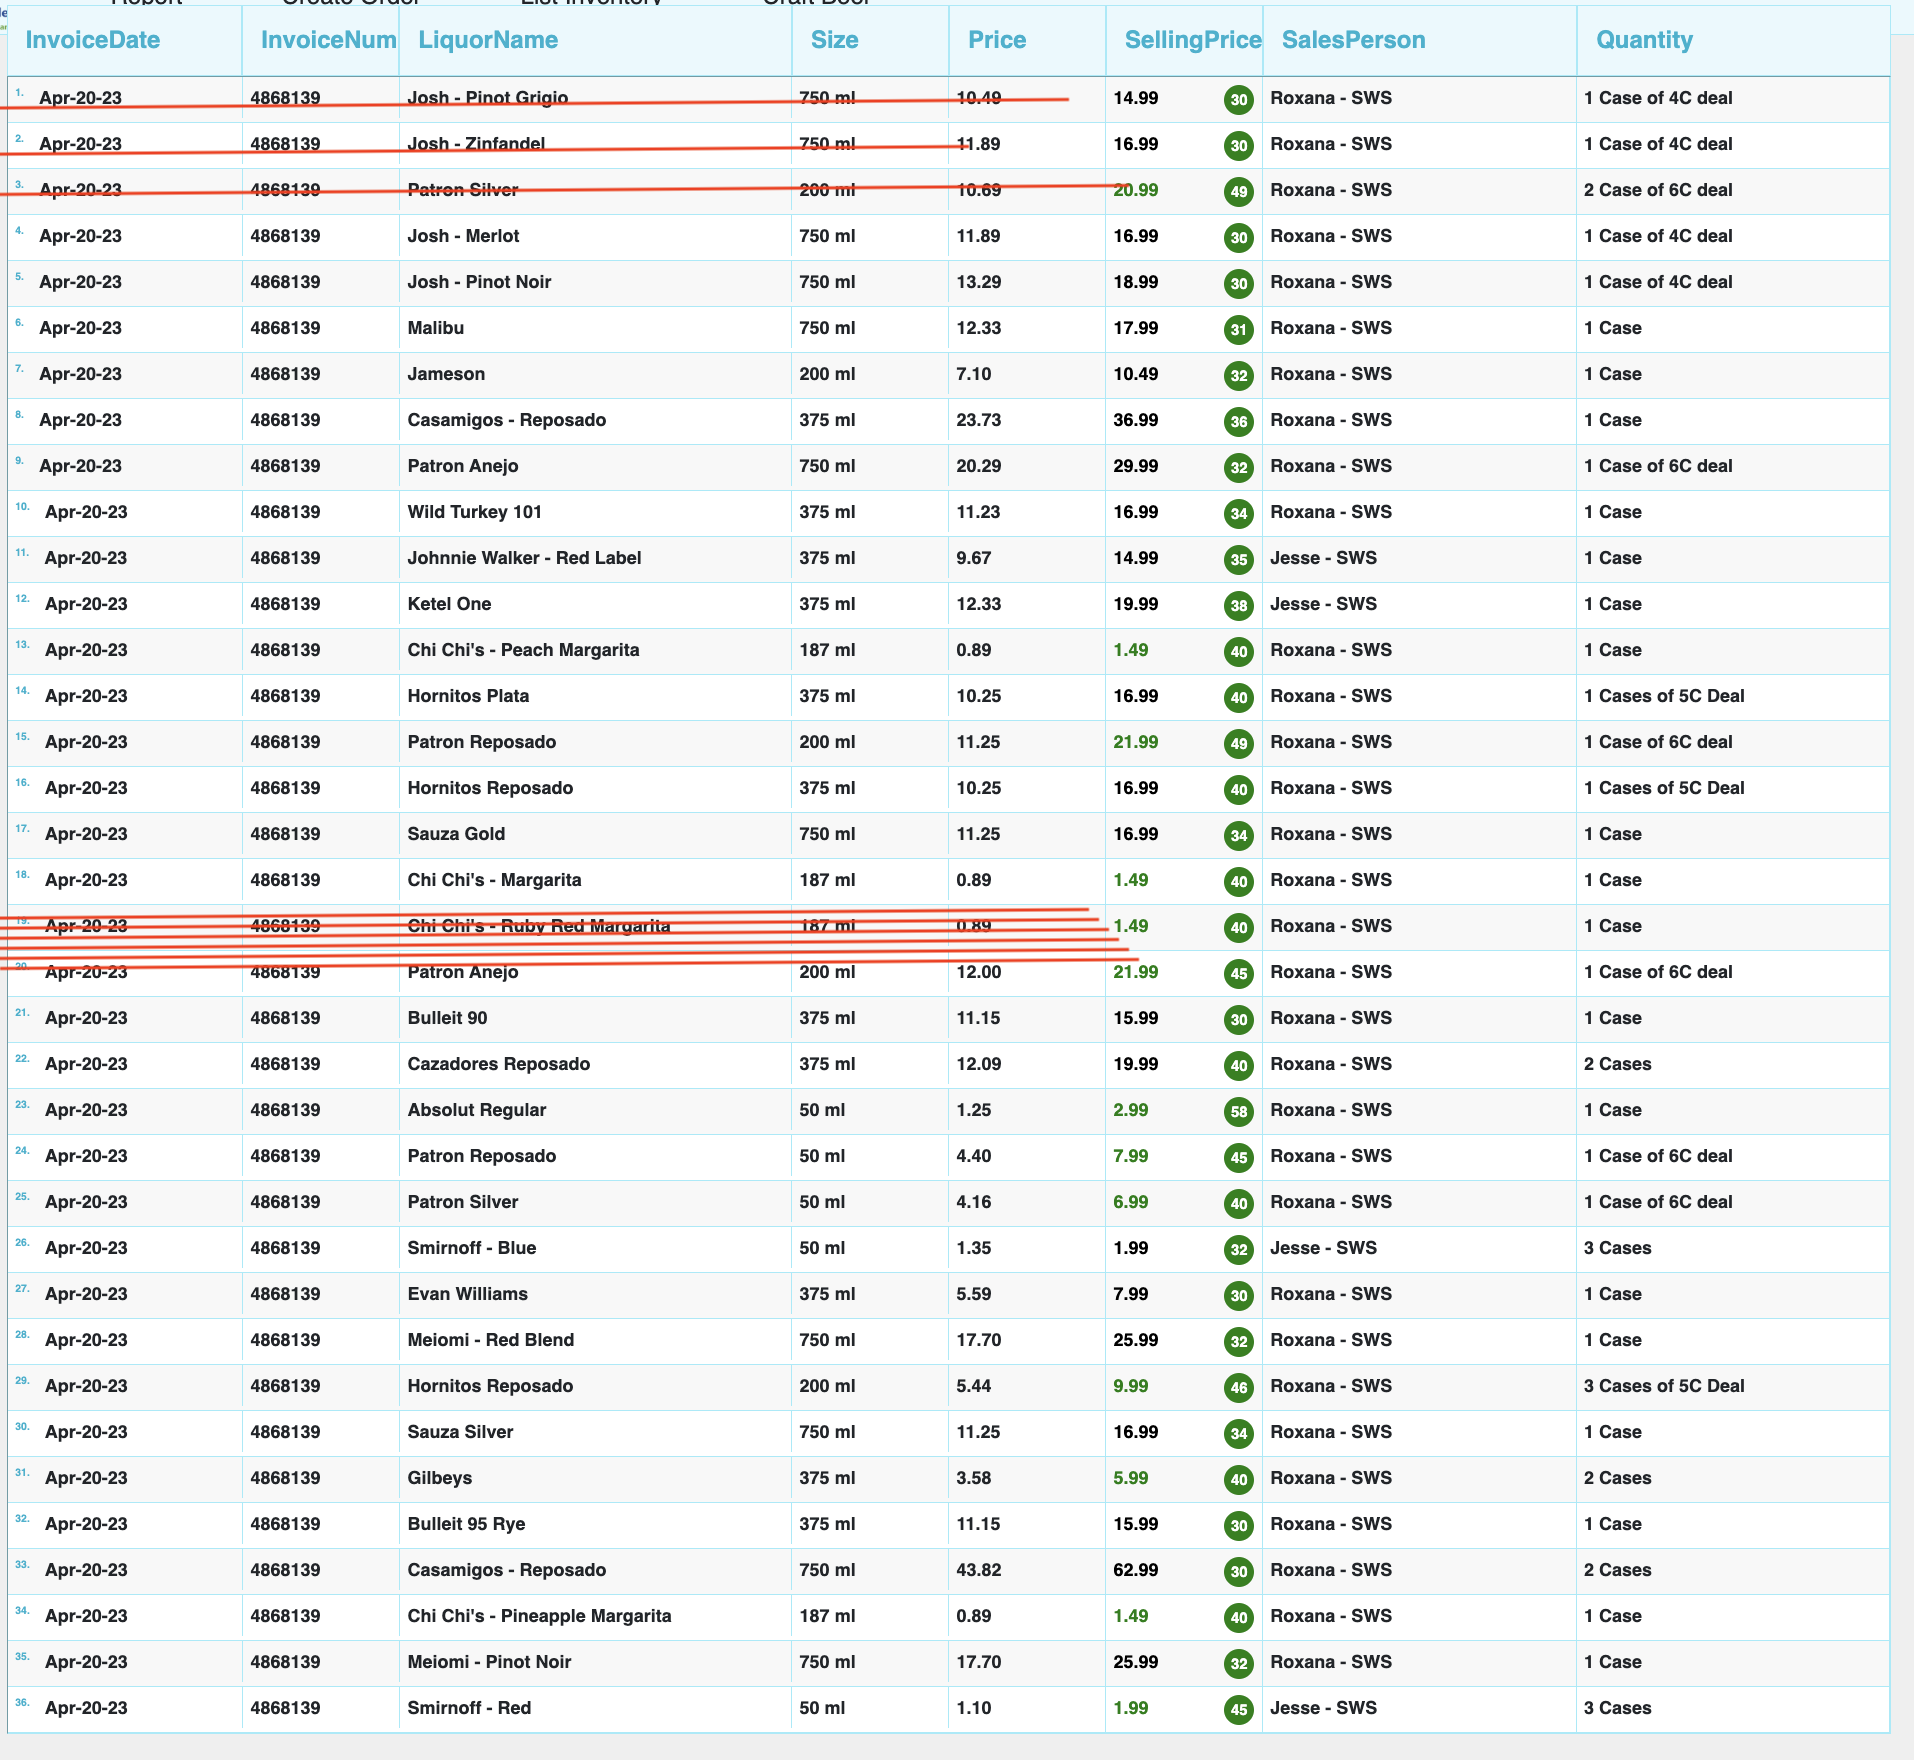 Report Create Order List Inventory Craft Beer
InvoiceDate InvoiceNum LiquorName Size Price SellingPrice SalesPerson Quantity
1. Apr-20-23 4868139 Josh - Pinot Grigio 750 ml 10.49 14.99 30 Roxana - SWS 1 Case of 4C deal
2. Apr-20-23 4868139 Josh - Zinfandel 750 ml 11.89 16.99 30 Roxana - SWS 1 Case of 4C deal
3. Apr-20-23 4868139 Patron Silver 200 ml 10.69 20.99 49 Roxana - SWS 2 Case of 6C deal
4. Apr-20-23 4868139 Josh - Merlot 750 ml 11.89 16.99 30 Roxana - SWS 1 Case of 4C deal
5. Apr-20-23 4868139 Josh - Pinot Noir 750 ml 13.29 18.99 30 Roxana - SWS 1 Case of 4C deal
6. Apr-20-23 4868139 Malibu 750 ml 12.33 17.99 31 Roxana - SWS 1 Case
7. Apr-20-23 4868139 Jameson 200 ml 7.10 10.49 32 Roxana - SWS 1 Case
8. Apr-20-23 4868139 Casamigos - Reposado 375 ml 23.73 36.99 36 Roxana - SWS 1 Case
9. Apr-20-23 4868139 Patron Anejo 750 ml 20.29 29.99 32 Roxana - SWS 1 Case of 6C deal
10. Apr-20-23 4868139 Wild Turkey 101 375 ml 11.23 16.99 34 Roxana - SWS 1 Case
11. Apr-20-23 4868139 Johnnie Walker - Red Label 375 ml 9.67 14.99 35 Jesse - SWS 1 Case
12. Apr-20-23 4868139 Ketel One 375 ml 12.33 19.99 38 Jesse - SWS 1 Case
13. Apr-20-23 4868139 Chi Chi's - Peach Margarita 187 ml 0.89 1.49 40 Roxana - SWS 1 Case
14. Apr-20-23 4868139 Hornitos Plata 375 ml 10.25 16.99 40 Roxana - SWS 1 Cases of 5C Deal
15. Apr-20-23 4868139 Patron Reposado 200 ml 11.25 21.99 49 Roxana - SWS 1 Case of 6C deal
16. Apr-20-23 4868139 Hornitos Reposado 375 ml 10.25 16.99 40 Roxana - SWS 1 Cases of 5C Deal
17. Apr-20-23 4868139 Sauza Gold 750 ml 11.25 16.99 34 Roxana - SWS 1 Case
18. Apr-20-23 4868139 Chi Chi's - Margarita 187 ml 0.89 1.49 40 Roxana - SWS 1 Case
19. Apr-20-23 4868139 Chi Chi's - Ruby Red Margarita 187 ml 0.89 1.49 40 Roxana - SWS 1 Case
20. Apr-20-23 4868139 Patron Anejo 200 ml 12.00 21.99 45 Roxana - SWS 1 Case of 6C deal
21. Apr-20-23 4868139 Bulleit 90 375 ml 11.15 15.99 30 Roxana - SWS 1 Case
22. Apr-20-23 4868139 Cazadores Reposado 375 ml 12.09 19.99 40 Roxana - SWS 2 Cases
23. Apr-20-23 4868139 Absolut Regular 50 ml 1.25 2.99 58 Roxana - SWS 1 Case
24. Apr-20-23 4868139 Patron Reposado 50 ml 4.40 7.99 45 Roxana - SWS 1 Case of 6C deal
25. Apr-20-23 4868139 Patron Silver 50 ml 4.16 6.99 40 Roxana - SWS 1 Case of 6C deal
26. Apr-20-23 4868139 Smirnoff - Blue 50 ml 1.35 1.99 32 Jesse - SWS 3 Cases
27. Apr-20-23 4868139 Evan Williams 375 ml 5.59 7.99 30 Roxana - SWS 1 Case
28. Apr-20-23 4868139 Meiomi - Red Blend 750 ml 17.70 25.99 32 Roxana - SWS 1 Case
29. Apr-20-23 4868139 Hornitos Reposado 200 ml 5.44 9.99 46 Roxana - SWS 3 Cases of 5C Deal
30. Apr-20-23 4868139 Sauza Silver 750 ml 11.25 16.99 34 Roxana - SWS 1 Case
31. Apr-20-23 4868139 Gilbeys 375 ml 3.58 5.99 40 Roxana - SWS 2 Cases
32. Apr-20-23 4868139 Bulleit 95 Rye 375 ml 11.15 15.99 30 Roxana - SWS 1 Case
33. Apr-20-23 4868139 Casamigos - Reposado 750 ml 43.82 62.99 30 Roxana - SWS 2 Cases
34. Apr-20-23 4868139 Chi Chi's - Pineapple Margarita 187 ml 0.89 1.49 40 Roxana - SWS 1 Case
35. Apr-20-23 4868139 Meiomi - Pinot Noir 750 ml 17.70 25.99 32 Roxana - SWS 1 Case
36. Apr-20-23 4868139 Smirnoff - Red 50 ml 1.10 1.99 45 Jesse - SWS 3 Cases